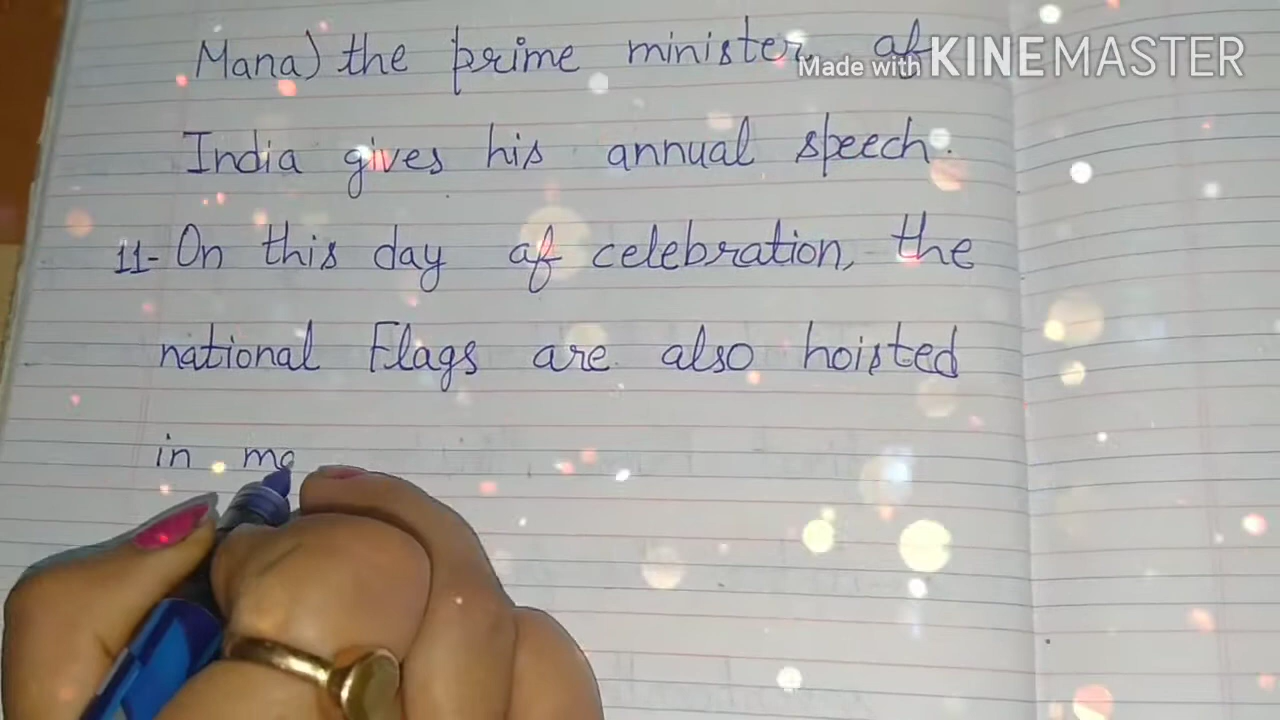 Mana) the prime minister of
Made with KINEMASTER
India gives his annual speech.
11- On this day of celebration, the
national Flags are also hoisted
in ma